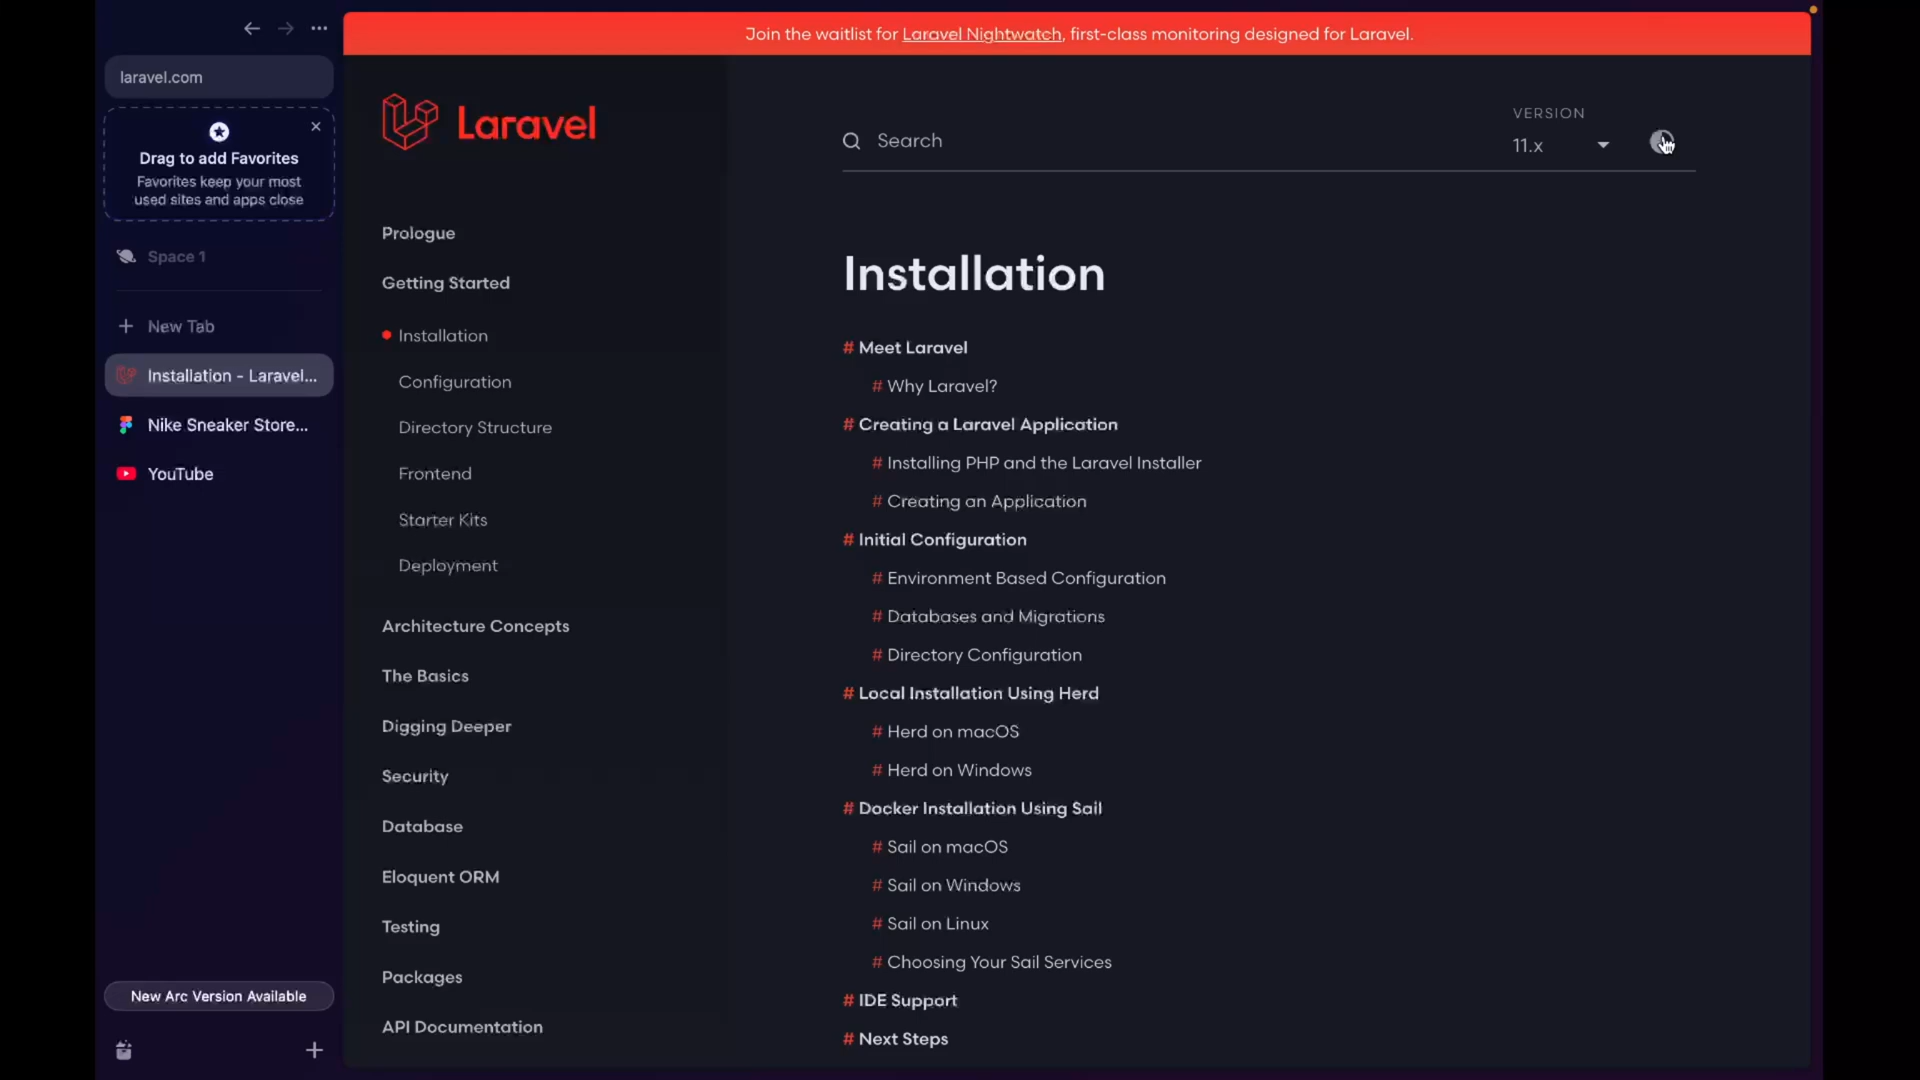 Join the waitlist for Laravel Nightwatch, first-class monitoring designed for Laravel.
laravel.com
Drag to add Favorites
Favorites keep your most
used sites and apps close
Space 1
New Tab
Installation - Laravel...
Nike Sneaker Store...
YouTube
New Arc Version Available
Laravel
Prologue
Getting Started
Installation
Configuration
Directory Structure
Frontend
Starter Kits
Deployment
Architecture Concepts
The Basics
Digging Deeper
Security
Database
Eloquent ORM
Testing
Packages
API Documentation
Search
VERSION
11.x
Installation
# Meet Laravel
# Why Laravel?
# Creating a Laravel Application
# Installing PHP and the Laravel Installer
# Creating an Application
# Initial Configuration
# Environment Based Configuration
# Databases and Migrations
# Directory Configuration
# Local Installation Using Herd
# Herd on macOS
# Herd on Windows
# Docker Installation Using Sail
# Sail on macOS
# Sail on Windows
# Sail on Linux
# Choosing Your Sail Services
# IDE Support
# Next Steps